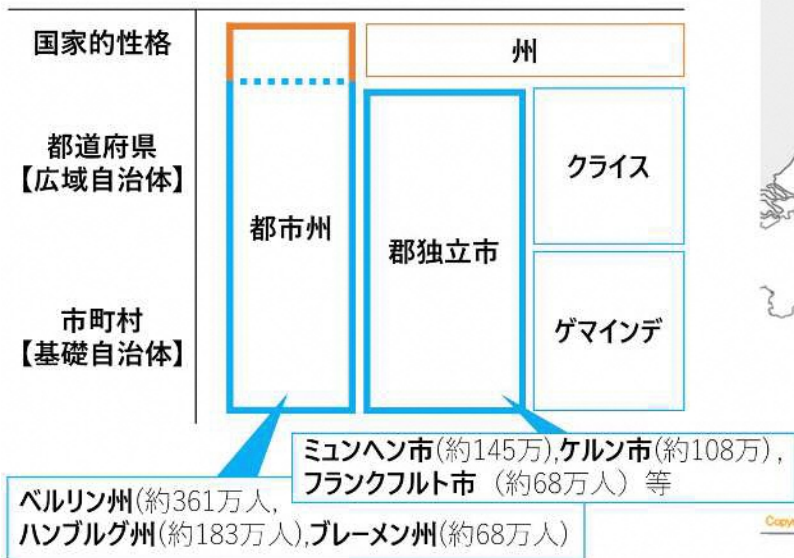 国家的性格
州
都道府県
【広域自治体】
クライス
都市州
郡独立市
市町村
【基礎自治体】
ゲマインデ
ミュンヘン市(約145万),ケルン市(約108万),
フランクフルト市 (約68万人) 等
ベルリン州(約361万人,
ハンブルグ州(約183万人),ブレーメン州(約68万人)